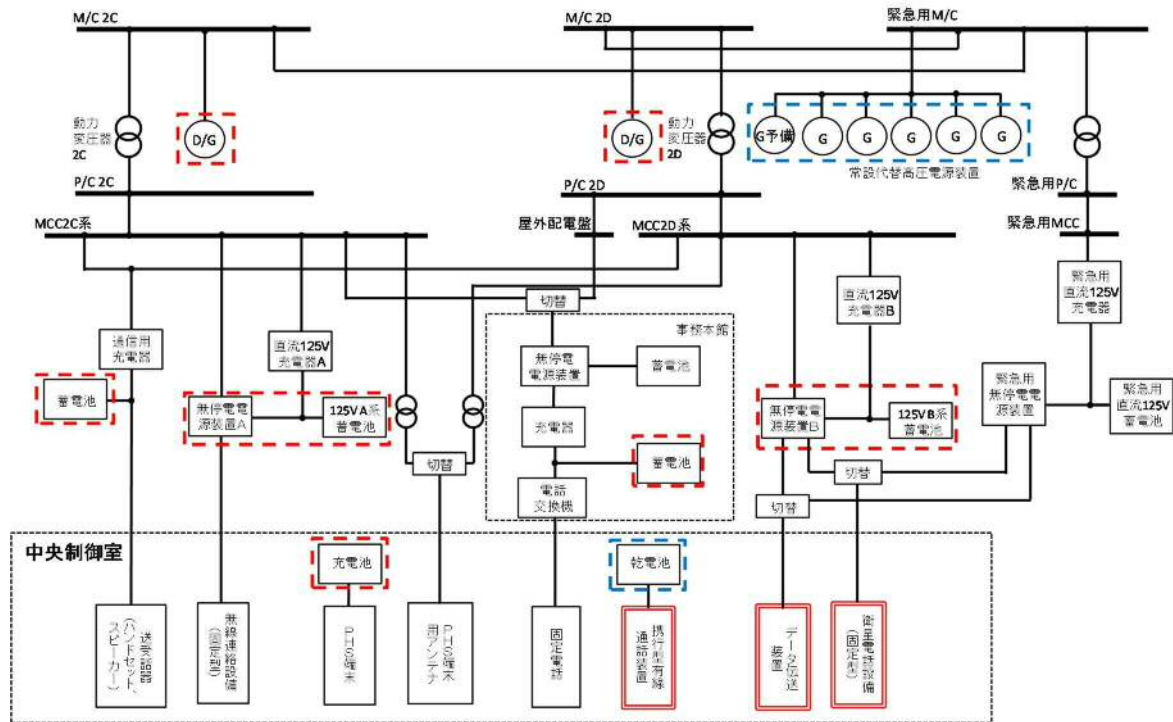 M/C 2C
M/C 2D
緊急用M/C
動力
変圧器
2C
D/G
D/G
動力
変圧器
2D
G予備
G
G
G
G
G
常設代替高圧電源装置
P/C 2C
P/C 2D
緊急用P/C
MCC2C系
屋外配電盤
MCC2D系
緊急用MCC
切替
事務本館
通信用
充電器
直流125V
充電器A
無停電
電源装置
蓄電池
直流125V
充電器B
緊急用
直流125V
充電器
蓄電池
無停電電
源装置A
125V A系
蓄電池
充電器
無停電電
源装置B
125V B系
蓄電池
緊急用
無停電電
源装置
緊急用
直流125V
蓄電池
切替
蓄電池
電話
交換機
切替
切替
中央制御室
充電池
乾電池
送受話器
(ハンドセット、
スピーカー)
無線連絡設備
(固定型)
PHS端末
PHS端末
用アンテナ
固定電話
携行型有線
通話装置
データ伝送
装置
衛星電話設備
(固定型)